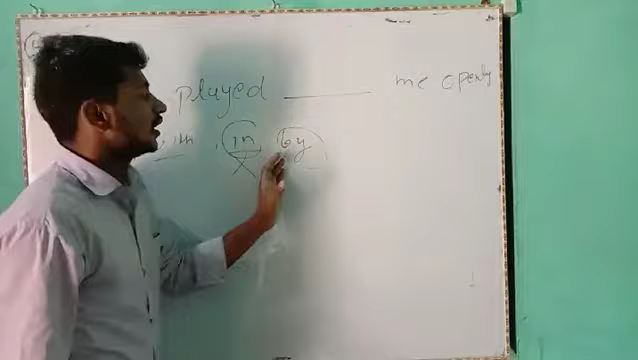 played ______ me openly
, in, by